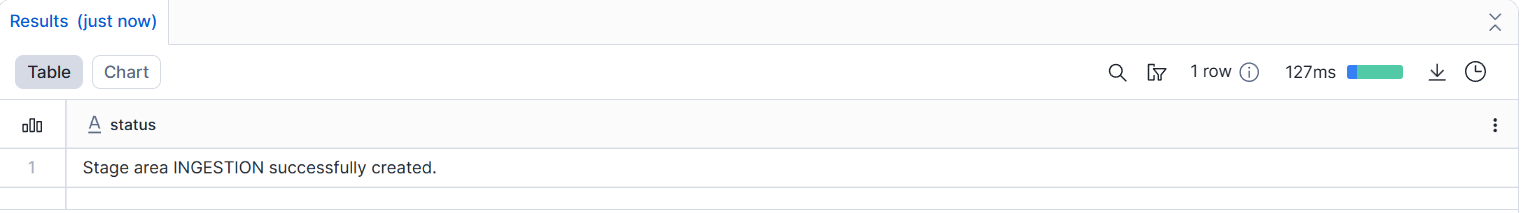 Results (just now)
Table Chart 1 row 127ms
A status
1 Stage area INGESTION successfully created.